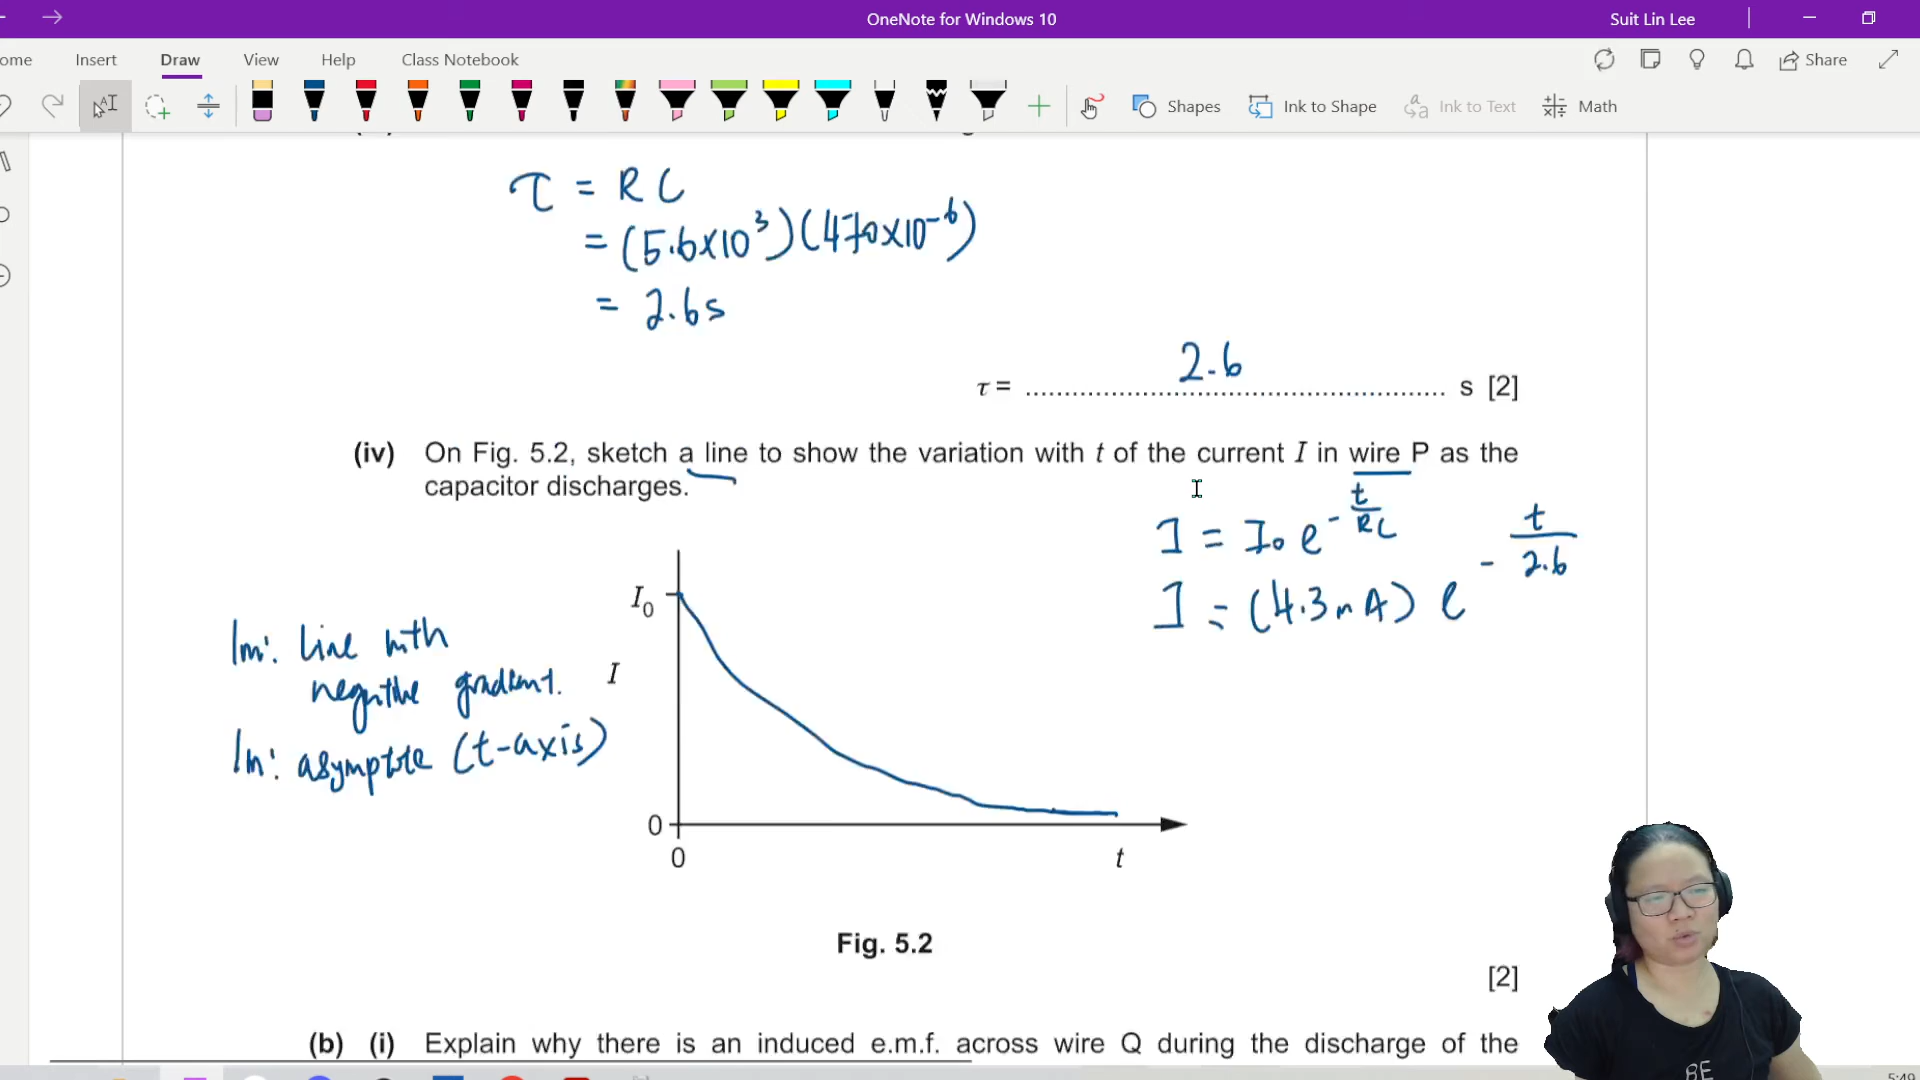 OneNote for Windows 10
Suit Lin Lee
ome Insert Draw View Help Class Notebook
Share
Shapes Ink to Shape Ink to Text Math
τ = RC
= (5.6x10³)(470x10⁻⁶)
= 2.6s
2.6
τ = ........................................ s [2]
(iv) On Fig. 5.2, sketch a line to show the variation with t of the current I in wire P as the
capacitor discharges.
I = I₀ e^(-t/RC)
I = (4.3mA) e^(-t/2.6)
I₀
1m: line with
negative gradient.
I
1m: asymptote (t-axis)
0
0 t
Fig. 5.2
[2]
(b) (i) Explain why there is an induced e.m.f. across wire Q during the discharge of the
BE
5:49